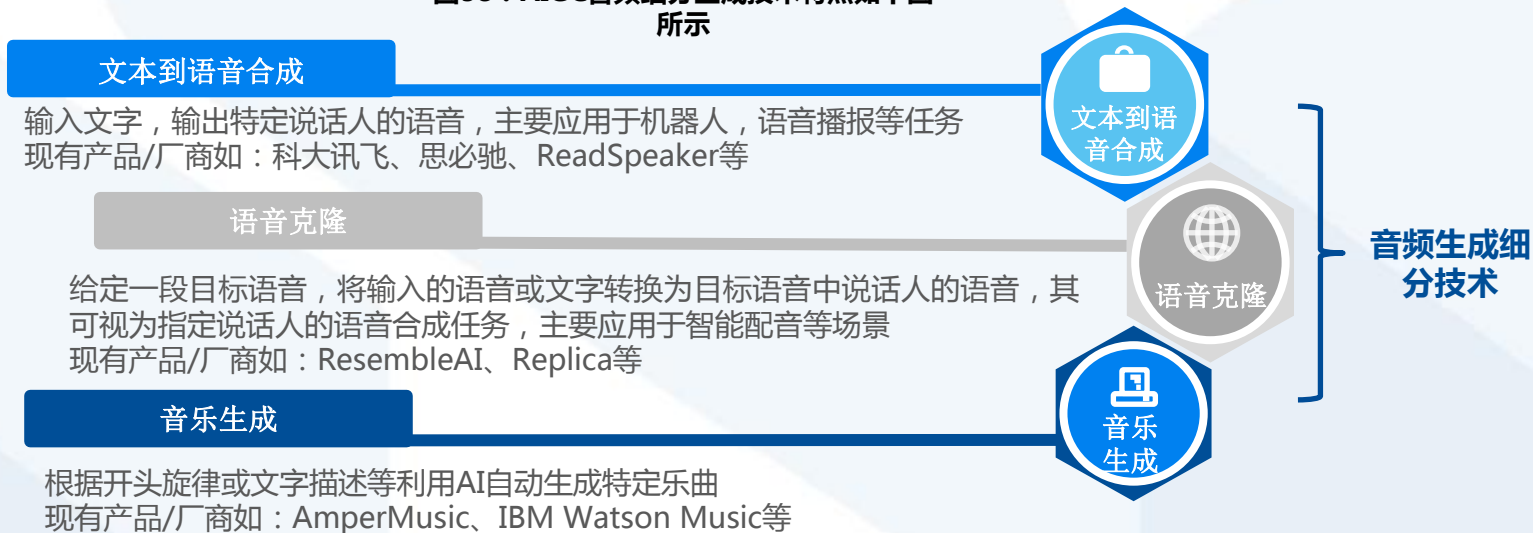 所示
文本到语音合成
输入文字，输出特定说话人的语音，主要应用于机器人，语音播报等任务
现有产品/厂商如：科大讯飞、思必驰、ReadSpeaker等
语音克隆
给定一段目标语音，将输入的语音或文字转换为目标语音中说话人的语音，其
可视为指定说话人的语音合成任务，主要应用于智能配音等场景
现有产品/厂商如：ResembleAI、Replica等
音乐生成
根据开头旋律或文字描述等利用AI自动生成特定乐曲
现有产品/厂商如：AmperMusic、IBM Watson Music等
文本到语
音合成
语音克隆
音乐
生成
音频生成细
分技术